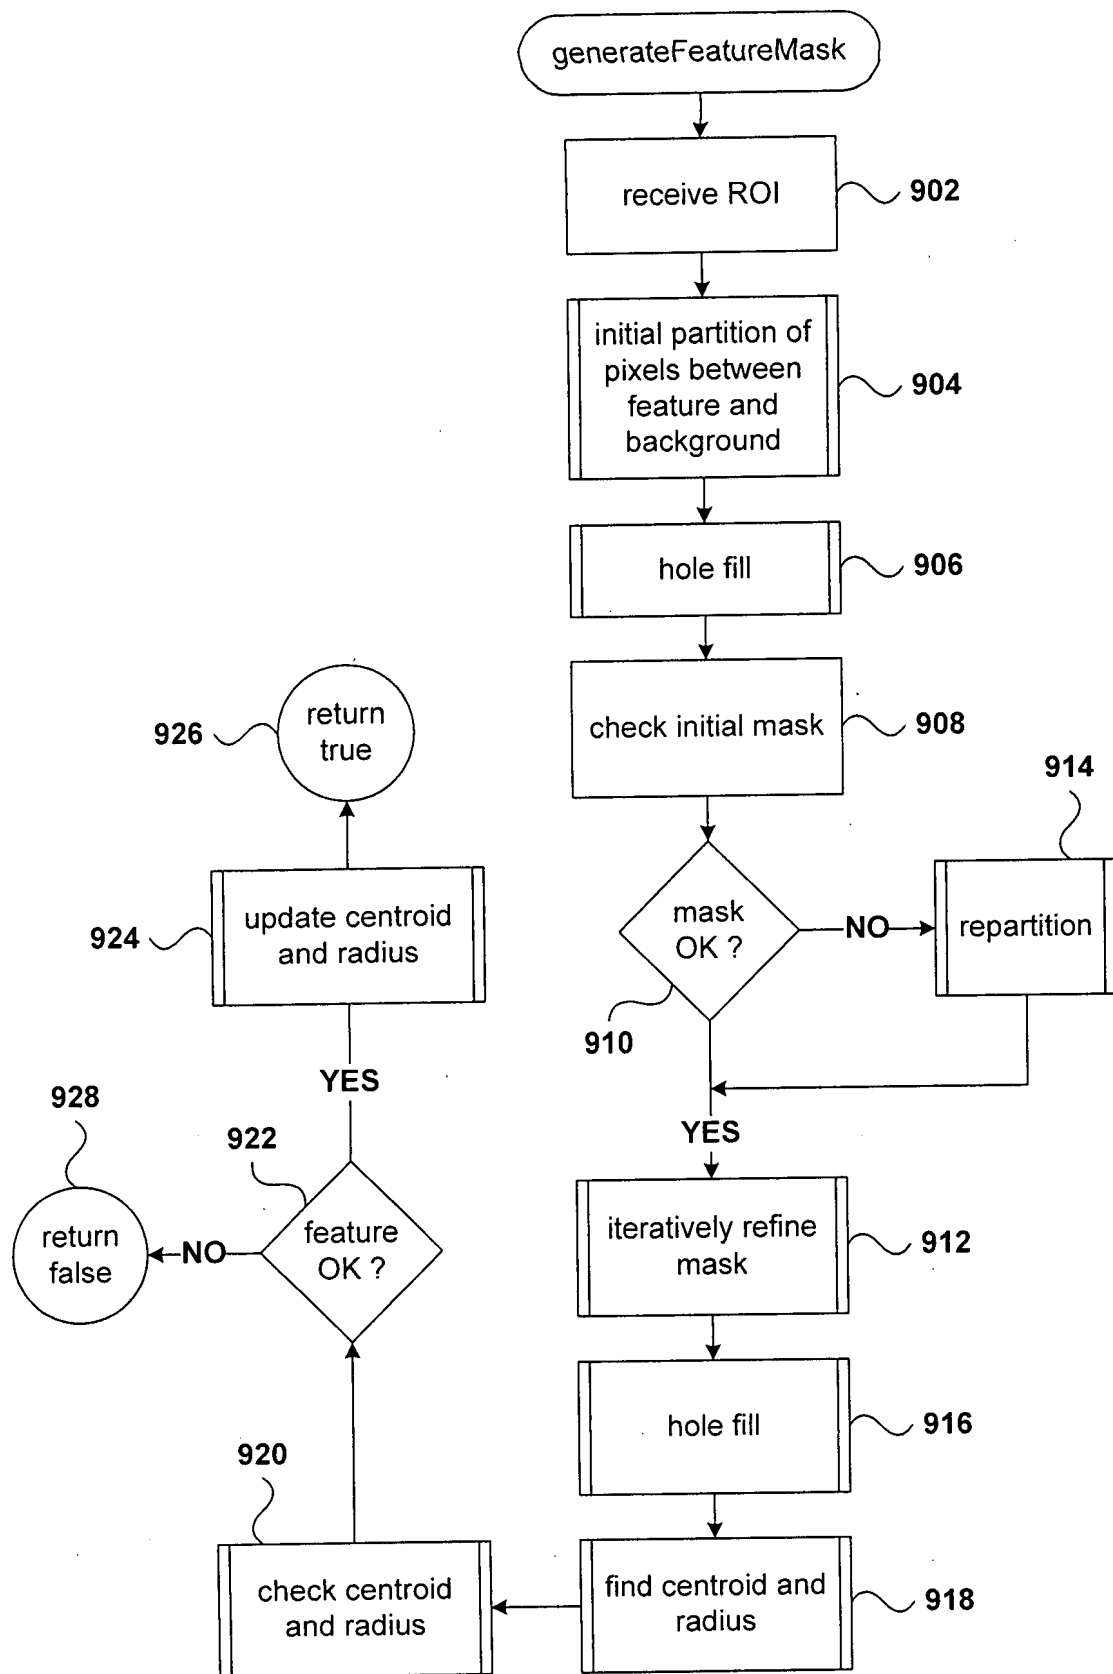 generateFeatureMask
receive ROI
902
initial partition of
pixels between
feature and
background
904
hole fill
906
check initial mask
908
mask
OK ?
910
NO
914
repartition
YES
iteratively refine
mask
912
hole fill
916
find centroid and
radius
918
920
check centroid
and radius
922
feature
OK ?
NO
928
return
false
YES
924
update centroid
and radius
926
return
true